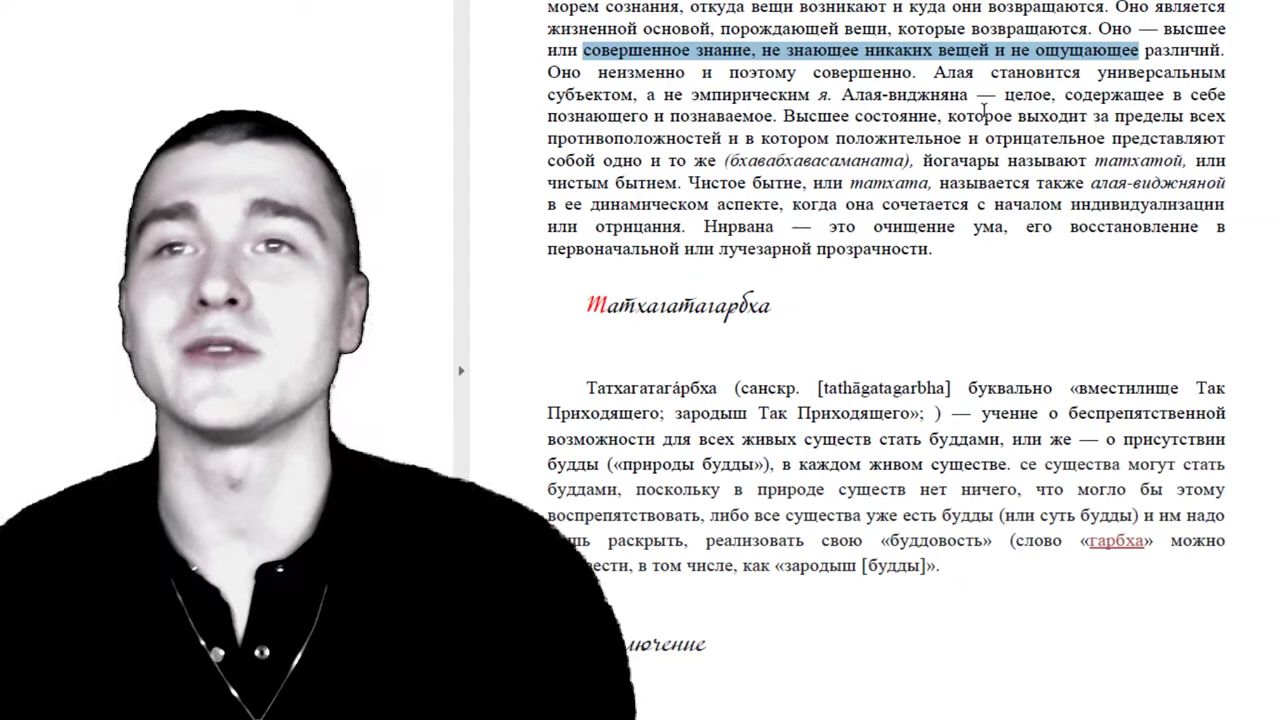 морем сознания, откуда вещи возникают и куда они возвращаются. Оно является
жизненной основой, порождающей вещи, которые возвращаются. Оно — высшее
или совершенное знание, не знающее никаких вещей и не ощущающее различий.
Оно неизменно и поэтому совершенно. Алая становится универсальным
субъектом, а не эмпирическим я. Алая-виджняна — целое, содержащее в себе
познающего и познаваемое. Высшее состояние, которое выходит за пределы всех
противоположностей и в котором положительное и отрицательное представляют
собой одно и то же (бхавабхавасаманата), йогачары называют татхатой, или
чистым бытием. Чистое бытие, или татхата, называется также алая-виджняной
в ее динамическом аспекте, когда она сочетается с началом индивидуализации
или отрицания. Нирвана — это очищение ума, его восстановление в
первоначальной или лучезарной прозрачности.
Татхагатагарбха
Татхагатага́рбха (санскр. [tathāgatagarbha] буквально «вместилище Так
Приходящего; зародыш Так Приходящего»; ) — учение о беспрепятственной
возможности для всех живых существ стать буддами, или же — о присутствии
будды («природы будды»), в каждом живом существе. се существа могут стать
буддами, поскольку в природе существ нет ничего, что могло бы этому
воспрепятствовать, либо все существа уже есть будды (или суть будды) и им надо
раскрыть, реализовать свою «буддовость» (слово «гарбха» можно
в том числе, как «зародыш [будды]».